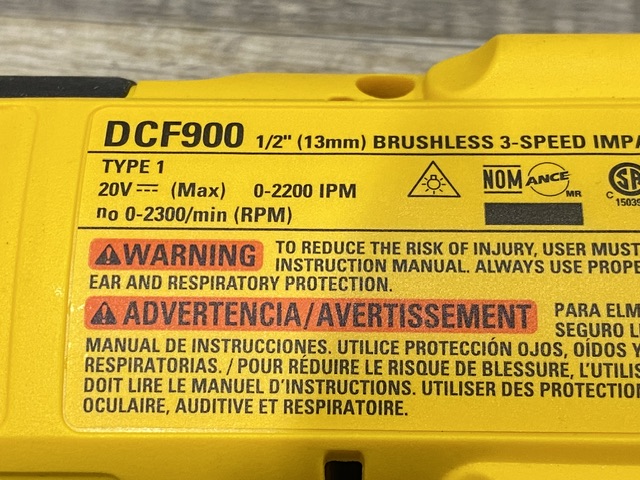 DCF900 1/2" (13mm) BRUSHLESS 3-SPEED
TYPE 1
20V ⎓ (Max) 0-2200 IPM
no 0-2300/min (RPM)
NOM ANCE MR
C
⚠WARNING TO REDUCE THE RISK OF INJURY, USER MUST
INSTRUCTION MANUAL. ALWAYS USE
EAR AND RESPIRATORY PROTECTION.
⚠ADVERTENCIA/AVERTISSEMENT PARA
SEGURO
MANUAL DE INSTRUCCIONES. UTILICE PROTECCIÓN OJOS, OÍDOS Y
RESPIRATORIAS. / POUR RÉDUIRE LE RISQUE DE BLESSURE,
DOIT LIRE LE MANUEL D'INSTRUCTIONS. UTILISER DES
OCULAIRE, AUDITIVE ET RESPIRATOIRE.